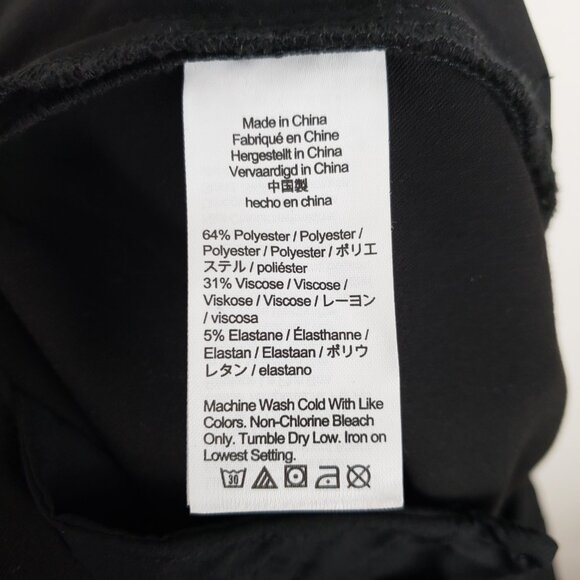 Made in China
Fabriqué en Chine
Hergestellt in China
Vervaardigd in China
中国製
hecho en china
64% Polyester / Polyester /
Polyester / Polyester / ポリエ
ステル / poliéster
31% Viscose / Viscose /
Viskose / Viscose / レーヨン
/ viscosa
5% Elastane / Élasthanne /
Elastan / Elastaan / ポリウ
レタン / elastano
Machine Wash Cold With Like
Colors. Non-Chlorine Bleach
Only. Tumble Dry Low. Iron on
Lowest Setting.
30